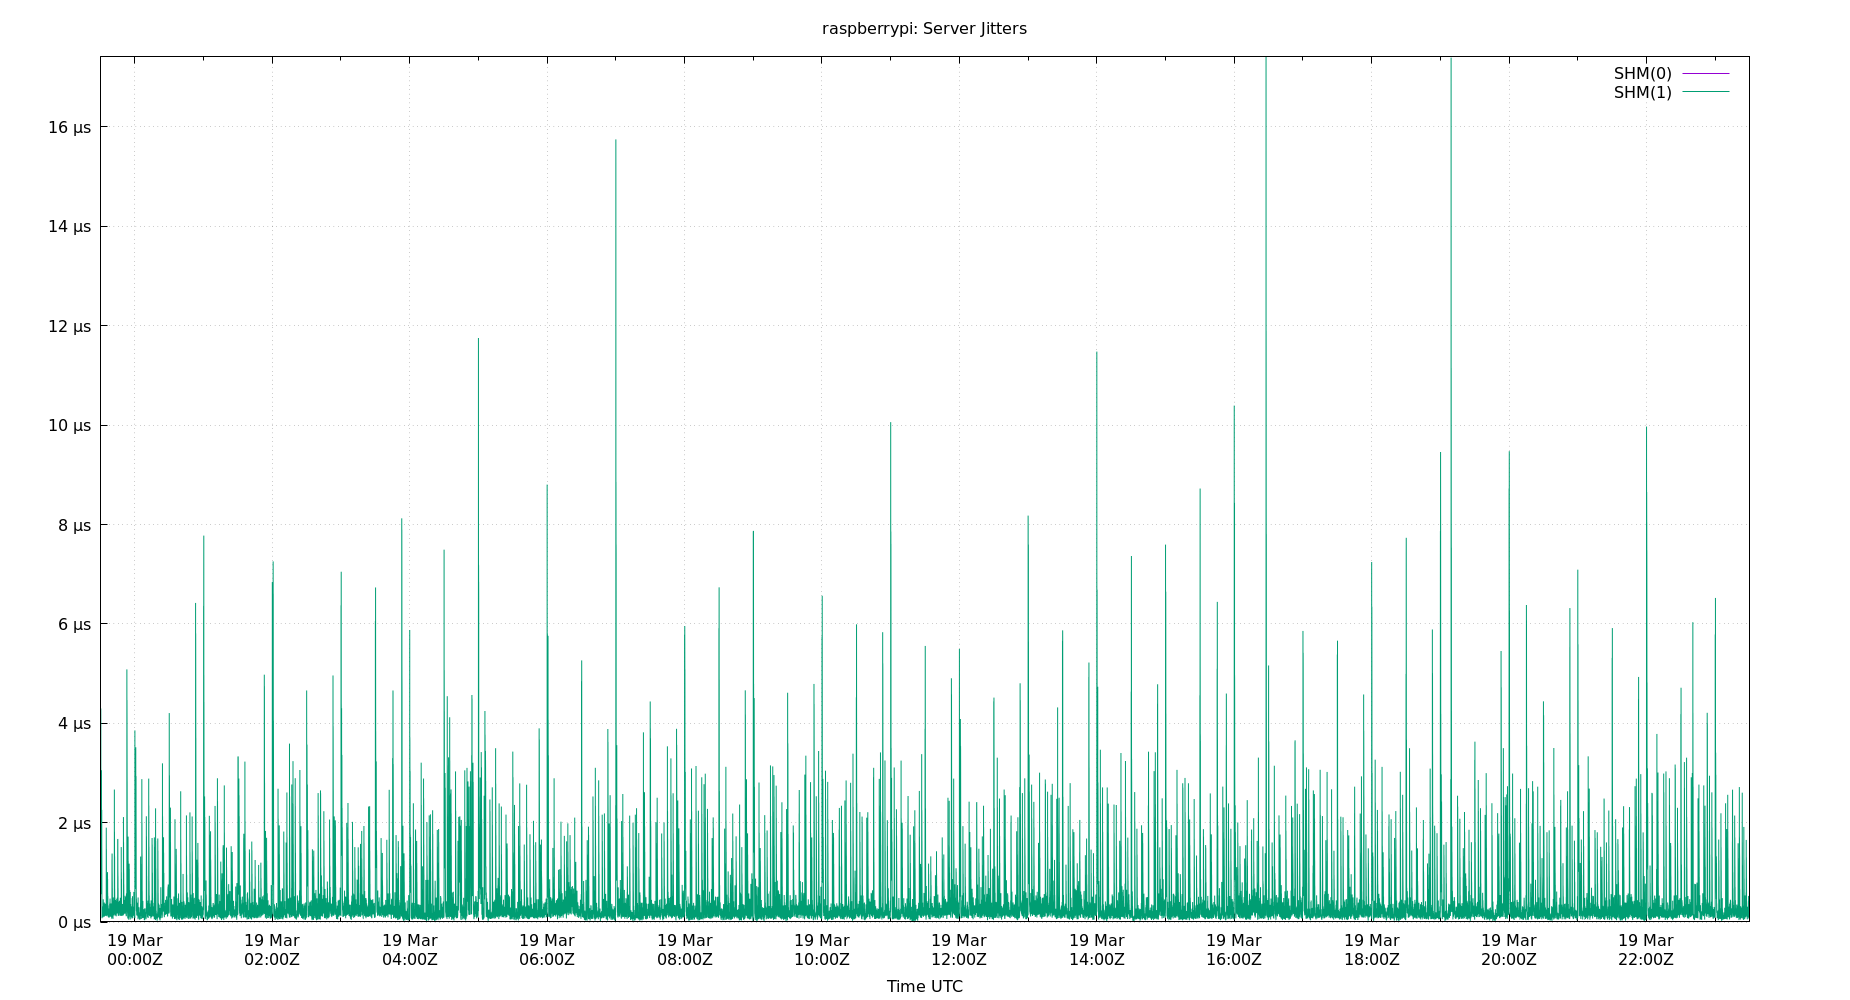 raspberrypi: Server Jitters
SHM(0)
SHM(1)
16 µs
14 µs
12 µs
10 µs
8 µs
6 µs
4 µs
2 µs
0 µs
19 Mar 19 Mar 19 Mar 19 Mar 19 Mar 19 Mar 19 Mar 19 Mar 19 Mar 19 Mar 19 Mar 19 Mar
00:00Z 02:00Z 04:00Z 06:00Z 08:00Z 10:00Z 12:00Z 14:00Z 16:00Z 18:00Z 20:00Z 22:00Z
Time UTC